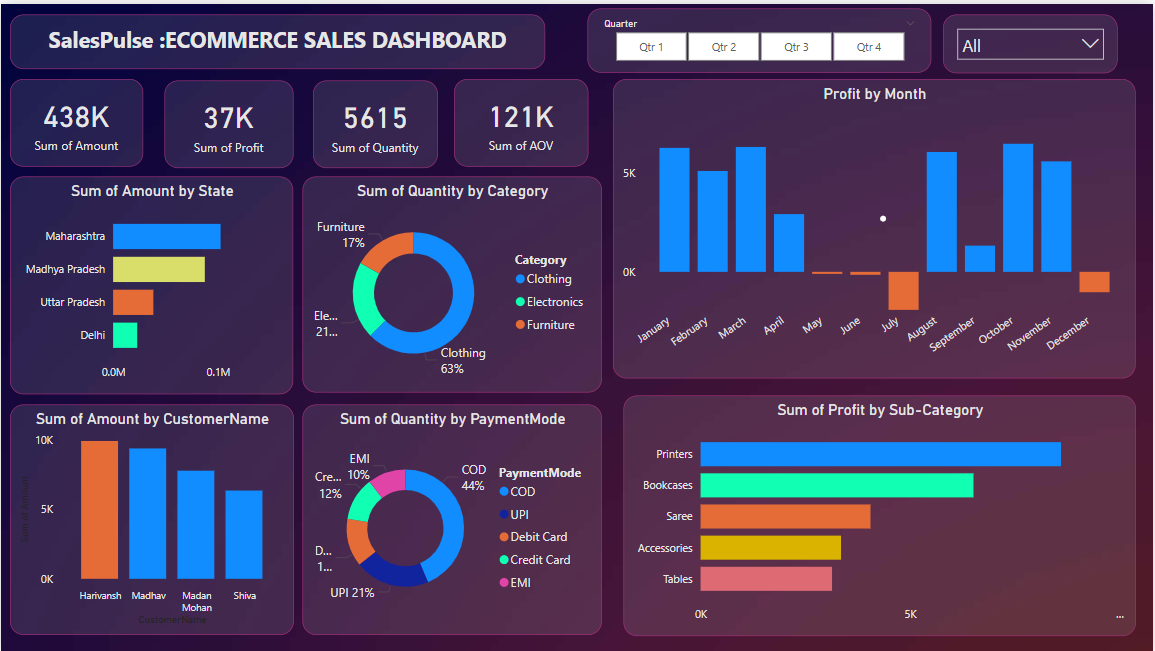 SalesPulse :ECOMMERCE SALES DASHBOARD
Quarter
Qtr 1
Qtr 2
Qtr 3
Qtr 4
All
438K
Sum of Amount
37K
Sum of Profit
5615
Sum of Quantity
121K
Sum of AOV
Profit by Month
5K
0K
January
February
March
April
May
June
July
August
September
October
November
December
Sum of Amount by State
Maharashtra
Madhya Pradesh
Uttar Pradesh
Delhi
0.0M
0.1M
Sum of Quantity by Category
Furniture
17%
Ele...
21...
Clothing
63%
Category
Clothing
Electronics
Furniture
Sum of Amount by CustomerName
10K
5K
0K
Sum of Amount
Harivansh
Madhav
Madan
Mohan
Shiva
CustomerName
Sum of Quantity by PaymentMode
EMI
10%
Cre...
12%
D...
1...
UPI 21%
COD
44%
PaymentMode
COD
UPI
Debit Card
Credit Card
EMI
Sum of Profit by Sub-Category
Printers
Bookcases
Saree
Accessories
Tables
0K
5K
...